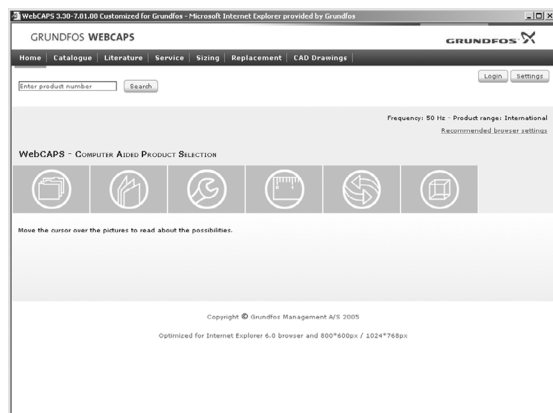 WebCAPS 3.30-7.01.00 Customized for Grundfos - Microsoft Internet Explorer provided by Grundfos
GRUNDFOS WEBCAPS
GRUNDFOS
Home Catalogue Literature Service Sizing Replacement CAD Drawings
Login Settings
Enter product number Search
Frequency: 50 Hz - Product range: International
Recommended browser settings
WebCAPS - Computer Aided Product Selection
Move the cursor over the pictures to read about the possibilities.
Copyright © Grundfos Management A/S 2005
Optimized for Internet Explorer 6.0 browser and 800*600px / 1024*768px